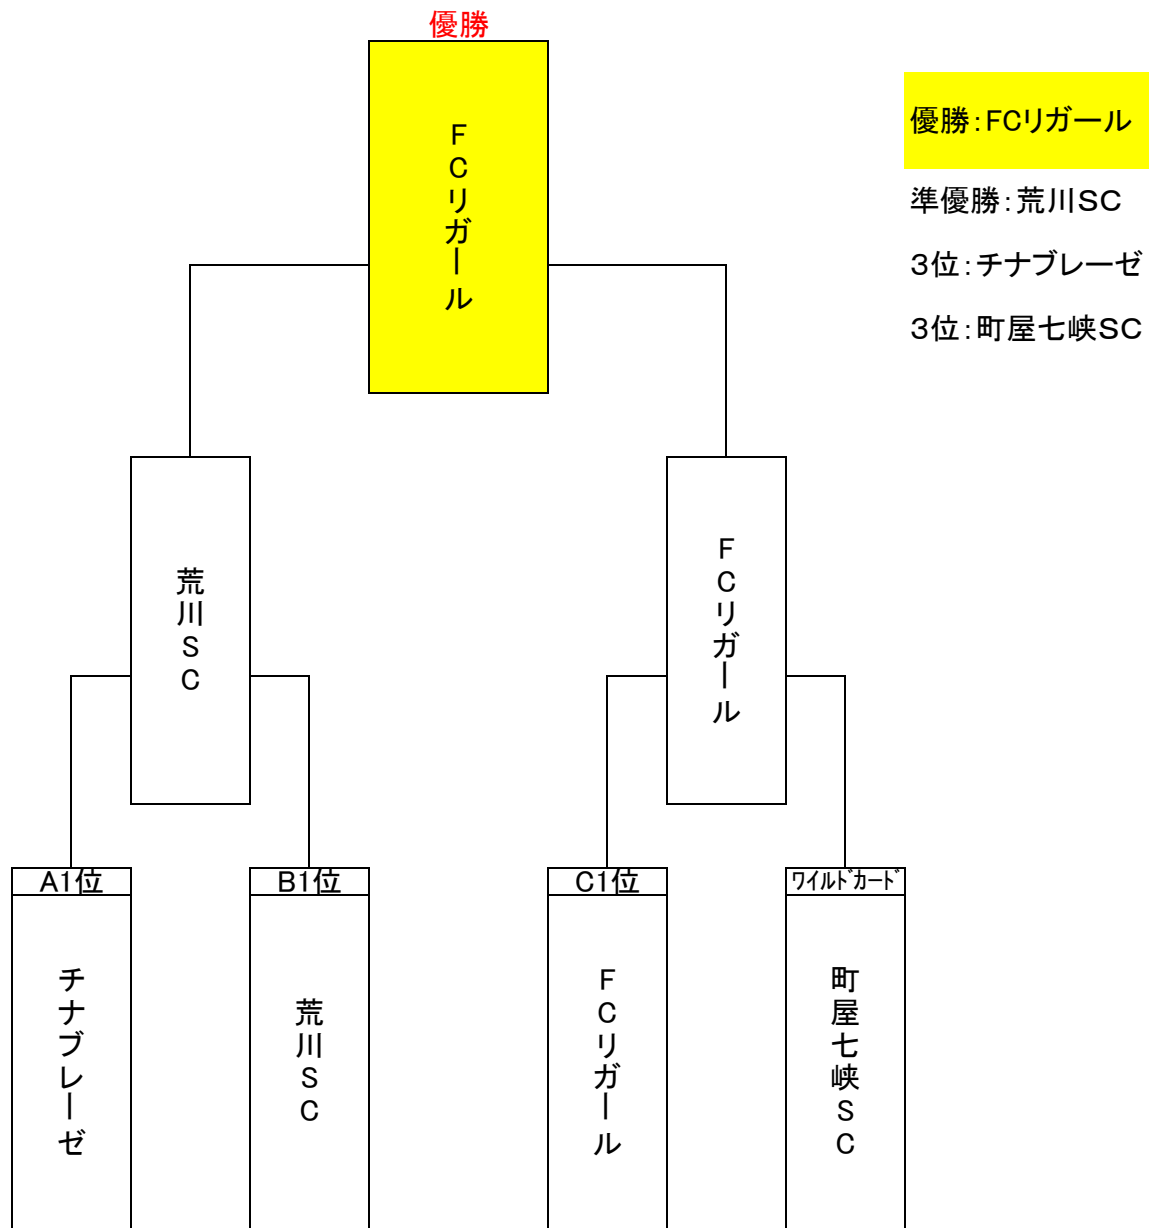 優勝
FCリガール
優勝:FCリガール
準優勝:荒川SC
3位:チナブレーゼ
3位:町屋七峡SC
荒川SC
FCリガール
A1位
B1位
C1位
ワイルドカード
チナブレーゼ
荒川SC
FCリガール
町屋七峡SC